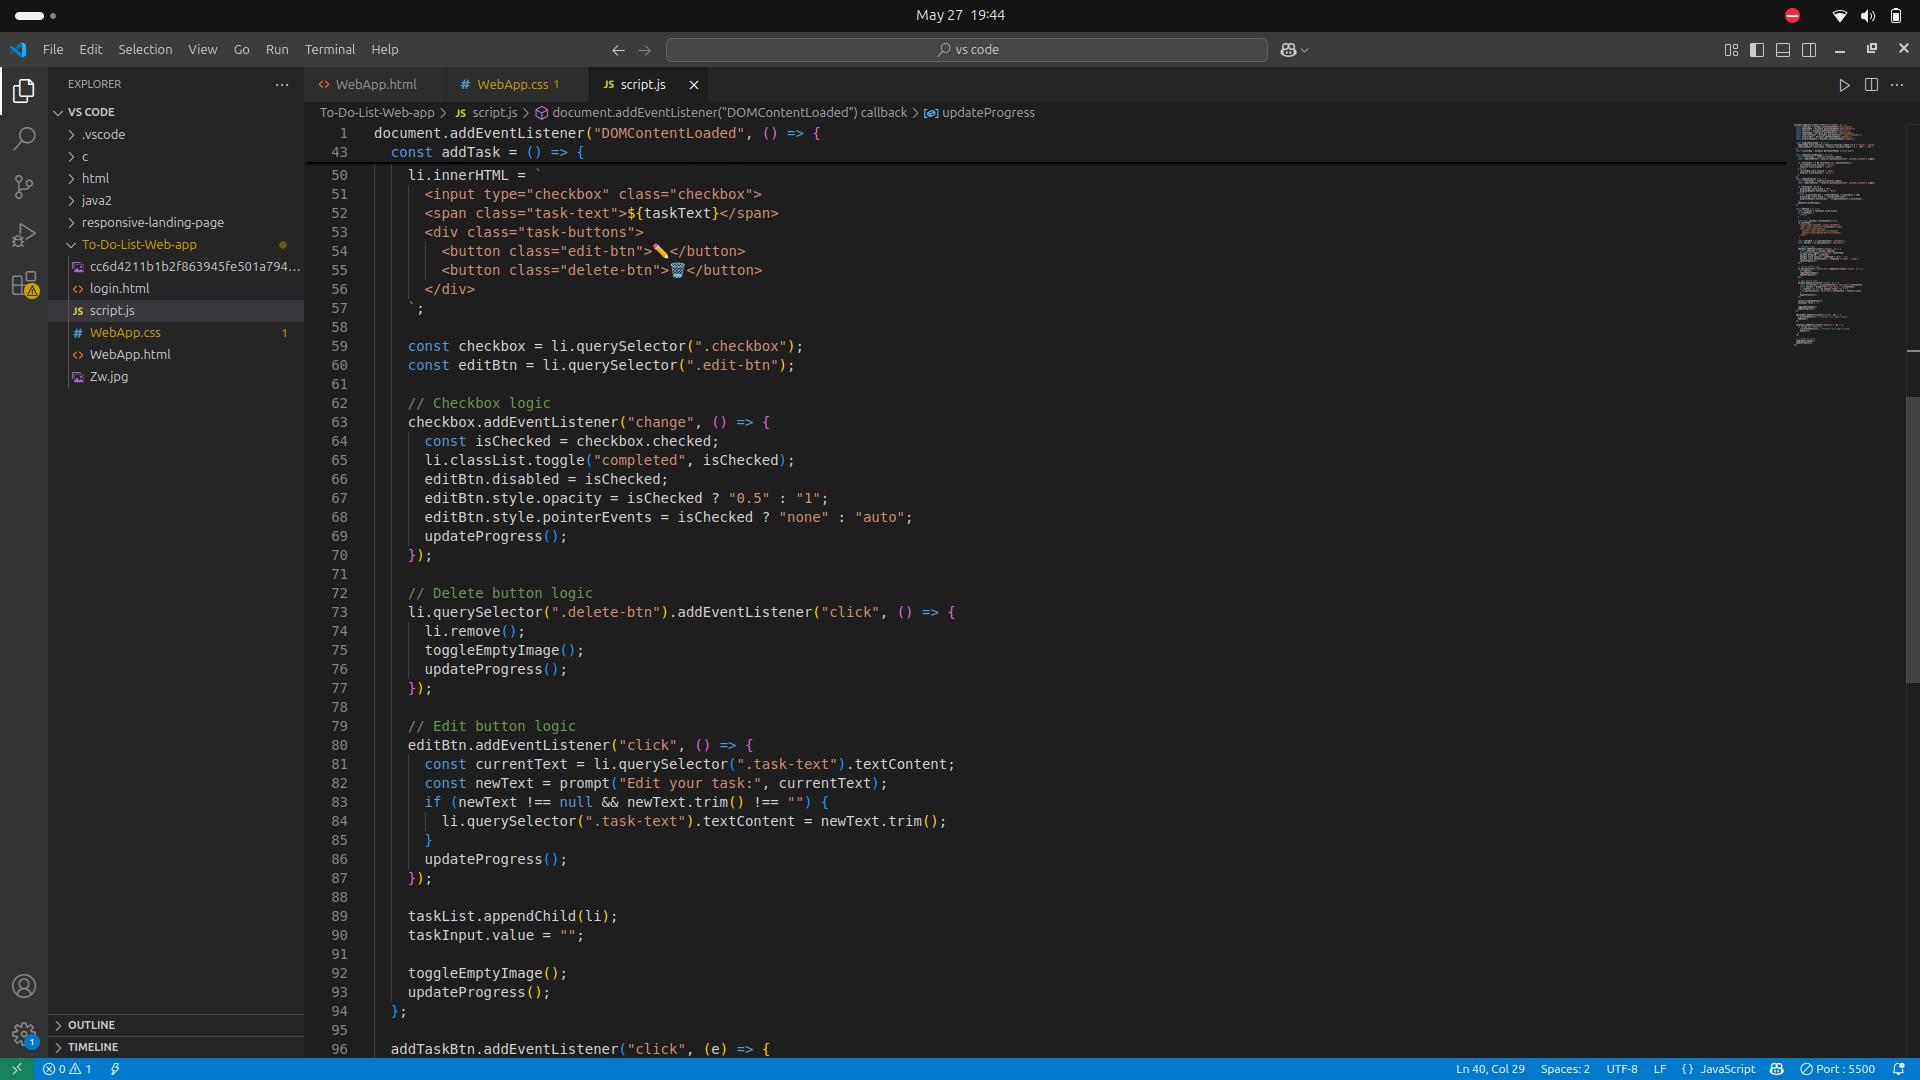 May 27 19:44
File Edit Selection View Go Run Terminal Help
vs code
EXPLORER
WebApp.html
# WebApp.css 1
JS script.js
VS CODE
To-Do-List-Web-app > JS script.js > document.addEventListener("DOMContentLoaded") callback > updateProgress
.vscode
c
html
java2
responsive-landing-page
To-Do-List-Web-app
cc6d4211b1b2f863945fe501a794...
<> login.html
JS script.js
# WebApp.css 1
<> WebApp.html
Zw.jpg
1 document.addEventListener("DOMContentLoaded", () => {
43 const addTask = () => {
50 li.innerHTML = `
51 <input type="checkbox" class="checkbox">
52 <span class="task-text">${taskText}</span>
53 <div class="task-buttons">
54 <button class="edit-btn">✏️</button>
55 <button class="delete-btn">🗑️</button>
56 </div>
57 `;
58
59 const checkbox = li.querySelector(".checkbox");
60 const editBtn = li.querySelector(".edit-btn");
61
62 // Checkbox logic
63 checkbox.addEventListener("change", () => {
64 const isChecked = checkbox.checked;
65 li.classList.toggle("completed", isChecked);
66 editBtn.disabled = isChecked;
67 editBtn.style.opacity = isChecked ? "0.5" : "1";
68 editBtn.style.pointerEvents = isChecked ? "none" : "auto";
69 updateProgress();
70 });
71
72 // Delete button logic
73 li.querySelector(".delete-btn").addEventListener("click", () => {
74 li.remove();
75 toggleEmptyImage();
76 updateProgress();
77 });
78
79 // Edit button logic
80 editBtn.addEventListener("click", () => {
81 const currentText = li.querySelector(".task-text").textContent;
82 const newText = prompt("Edit your task:", currentText);
83 if (newText !== null && newText.trim() !== "") {
84 li.querySelector(".task-text").textContent = newText.trim();
85 }
86 updateProgress();
87 });
88
89 taskList.appendChild(li);
90 taskInput.value = "";
91
92 toggleEmptyImage();
93 updateProgress();
94 };
95
96 addTaskBtn.addEventListener("click", (e) => {
OUTLINE
TIMELINE
1
0 1
Ln 40, Col 29 Spaces: 2 UTF-8 LF {} JavaScript Port : 5500